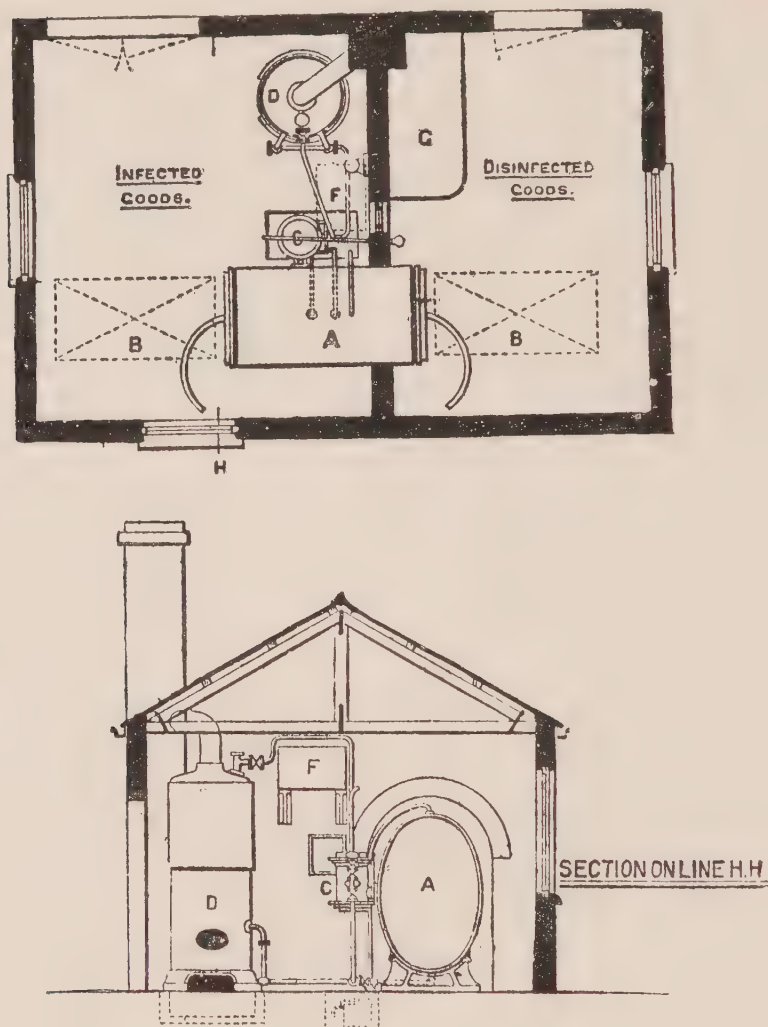 D
G
INFECTED
GOODS.
DISINFECTED
GOODS.
F
C
B
A
B
H
F
C
A
D
SECTION ON LINE H.H